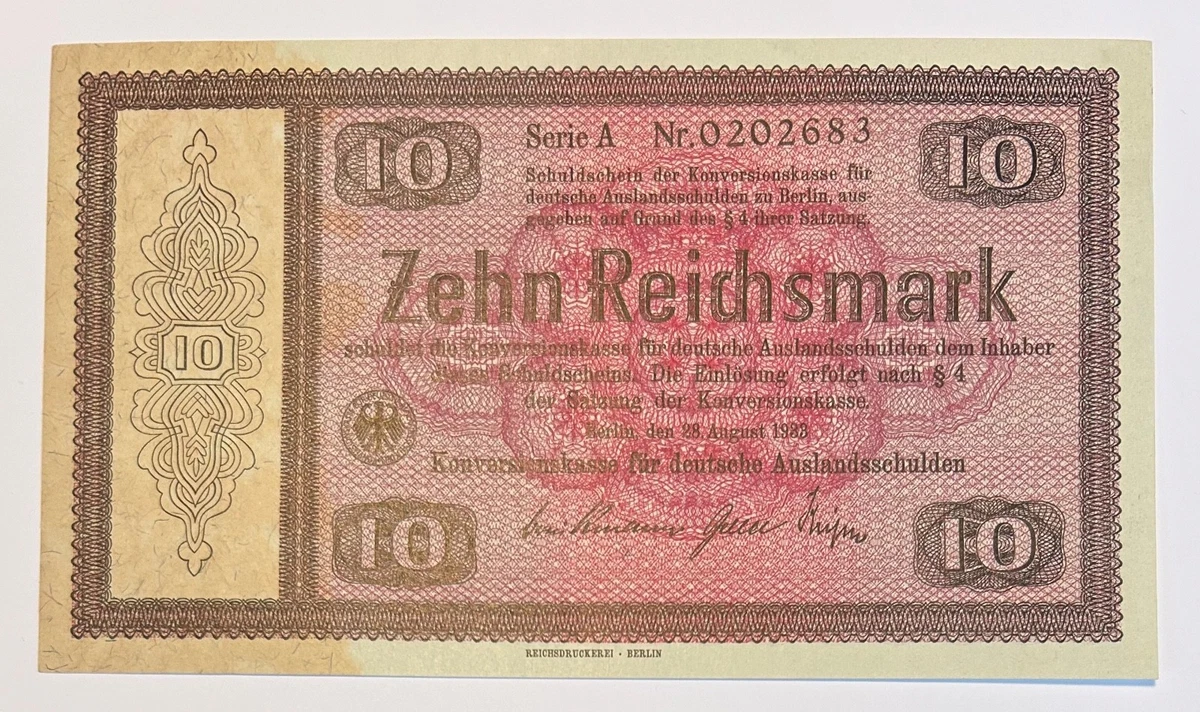 10
10
10
Serie A Nr. 0202683
Schuldschein der Konversionskasse für
deutsche Auslandsschulden zu Berlin, aus-
gegeben auf Grund des § 4 ihrer Satzung.
Zehn Reichsmark
schuldet die Konversionskasse für deutsche Auslandsschulden dem Inhaber
dieses Schuldscheins. Die Einlösung erfolgt nach § 4
der Satzung der Konversionskasse.
Berlin, den 28. August 1933
Konversionskasse für deutsche Auslandsschulden
10
10
REICHSDRUCKEREI • BERLIN